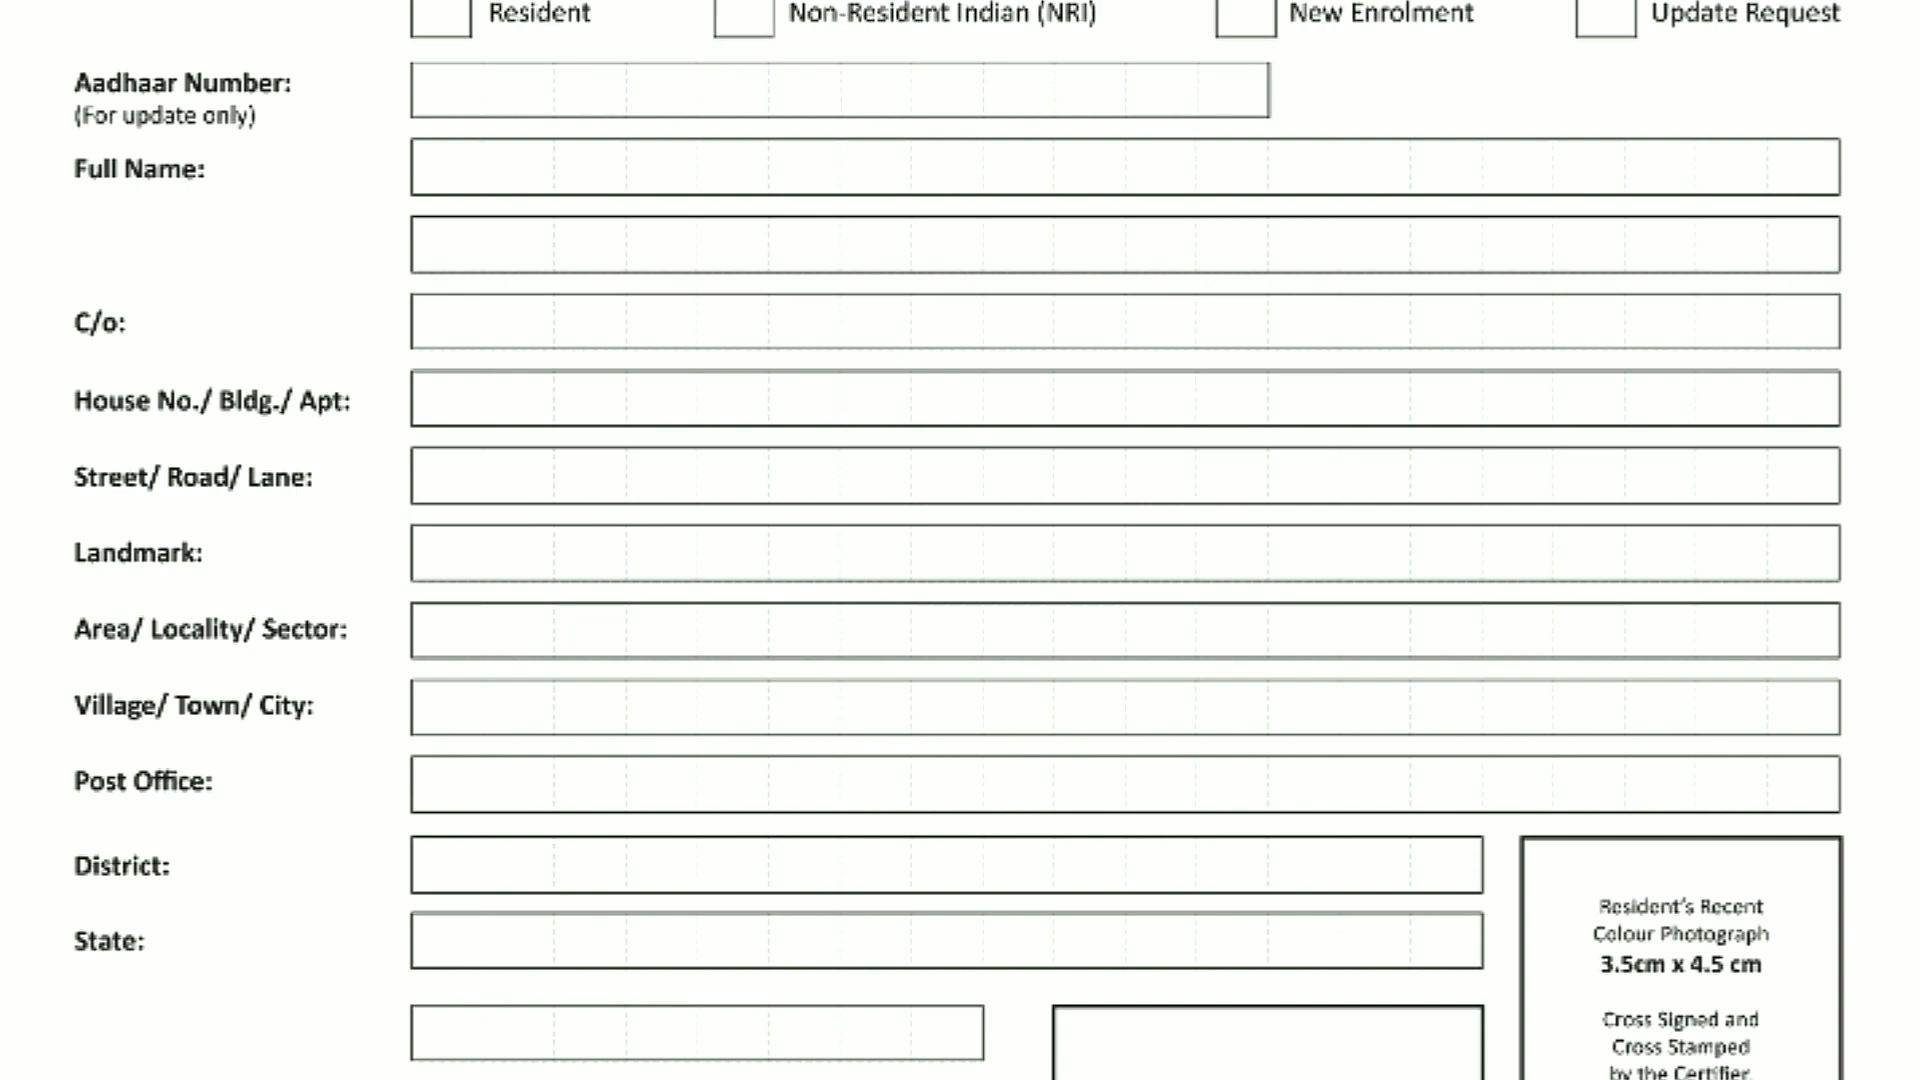 Resident Non-Resident Indian (NRI) New Enrolment Update Request
Aadhaar Number:
(For update only)
Full Name:
C/o:
House No./ Bldg./ Apt:
Street/ Road/ Lane:
Landmark:
Area/ Locality/ Sector:
Village/ Town/ City:
Post Office:
District:
State:
Resident's Recent
Colour Photograph
3.5cm x 4.5 cm
Cross Signed and
Cross Stamped
by the Certifier.